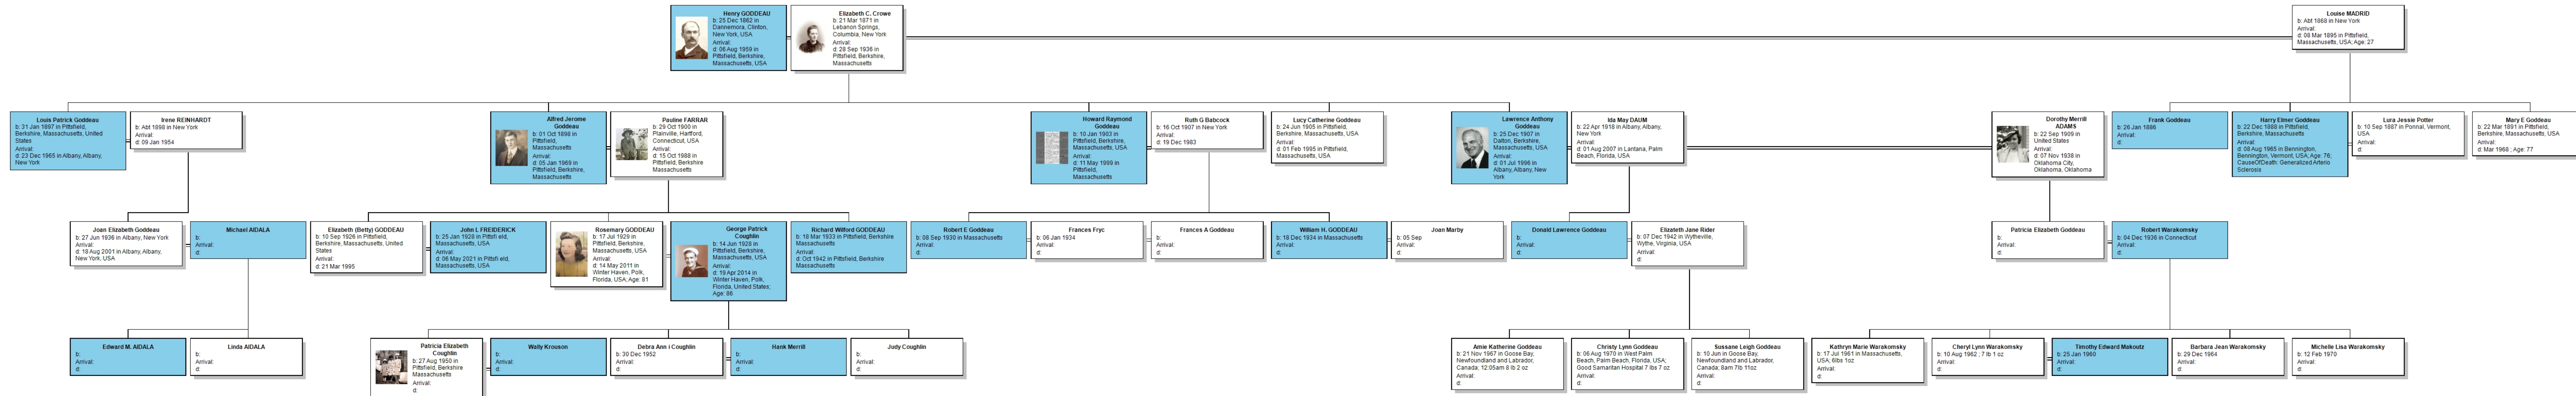 Henry GODDEAU
b: 25 Dec 1862 in
Dannemora, Clinton,
New York, USA
Arrival:
d: 06 Aug 1959 in
Pittsfield, Berkshire,
Massachusetts, USA
Elizabeth C. Crowe
b: 21 Mar 1871 in
Lebanon Springs,
Columbia, New York
Arrival:
d: 28 Sep 1936 in
Pittsfield, Berkshire,
Massachusetts
Louise MADRID
b: Abt 1868 in New York
Arrival:
d: 08 Mar 1895 in Pittsfield,
Massachusetts, USA; Age: 27
Louis Patrick Goddeau
b: 31 Jan 1897 in Pittsfield,
Berkshire, Massachusetts, United
States
Arrival:
d: 23 Dec 1965 in Albany, Albany,
New York
Irene REINHARDT
b: Abt 1898 in New York
Arrival:
d: 09 Jan 1954
Alfred Jerome
Goddeau
b: 01 Oct 1898 in
Pittsfield,
Massachusetts
Arrival:
d: 05 Jan 1969 in
Pittsfield, Berkshire,
Massachusetts
Pauline FARRAR
b: 29 Oct 1900 in
Plainville, Hartford,
Connecticut, USA
Arrival:
d: 15 Oct 1988 in
Pittsfield, Berkshire
Massachusetts
Howard Raymond
Goddeau
b: 10 Jan 1903 in
Pittsfield, Berkshire,
Massachusetts, USA
Arrival:
d: 11 May 1999 in
Pittsfield,
Massachusetts
Ruth G Babcock
b: 16 Oct 1907 in New York
Arrival:
d: 19 Dec 1983
Lucy Catherine Goddeau
b: 24 Jun 1905 in Pittsfield,
Berkshire, Massachusetts, USA
Arrival:
d: 01 Feb 1995 in Pittsfield,
Massachusetts, USA
Lawrence Anthony
Goddeau
b: 25 Dec 1907 in
Dalton, Berkshire,
Massachusetts, USA
Arrival:
d: 01 Jul 1996 in
Albany, Albany, New
York
Ida May DAUM
b: 22 Apr 1918 in Albany, Albany,
New York
Arrival:
d: 01 Aug 2007 in Lantana, Palm
Beach, Florida, USA
Dorothy Merrill
ADAMS
b: 22 Sep 1909 in
United States
Arrival:
d: 07 Nov 1938 in
Oklahoma City,
Oklahoma, Oklahoma
Frank Goddeau
b: 26 Jan 1886
Arrival:
d:
Harry Elmer Goddeau
b: 22 Dec 1888 in Pittsfield,
Berkshire, Massachusetts
Arrival:
d: 08 Aug 1965 in Bennington,
Bennington, Vermont, USA; Age: 76;
CauseOfDeath: Generalized Arterio
Sclerosis
Lura Jessie Potter
b: 10 Sep 1887 in Ponnal, Vermont,
USA
Arrival:
d:
Mary E Goddeau
b: 22 Mar 1891 in Pittsfield,
Berkshire, Massachusetts, USA
Arrival:
d: Mar 1968 ; Age: 77
Joan Elizabeth Goddeau
b: 27 Jun 1936 in Albany, New York
Arrival:
d: 18 Aug 2001 in Albany, Albany,
New York, USA
Michael AIDALA
b:
Arrival:
d:
Elizabeth (Betty) GODDEAU
b: 10 Sep 1926 in Pittsfield,
Berkshire, Massachusetts, United
States
Arrival:
d: 21 Mar 1995
John L FREIDERICK
b: 25 Jan 1928 in Pittsfi eld,
Massachusetts, USA
Arrival:
d: 06 May 2021 in Pittsfi eld,
Massachusetts, USA
Rosemary GODDEAU
b: 17 Jul 1929 in
Pittsfield, Berkshire,
Massachusetts, USA
Arrival:
d: 14 May 2011 in
Winter Haven, Polk,
Florida, USA; Age: 81
George Patrick
Coughlin
b: 14 Jun 1928 in
Pittsfield, Berkshire,
Massachusetts, USA
Arrival:
d: 19 Apr 2014 in
Winter Haven, Polk,
Florida, United States;
Age: 86
Richard Wilford GODDEAU
b: 18 Mar 1933 in Pittsfield, Berkshire
Massachusetts
Arrival:
d: Oct 1942 in Pittsfield, Berkshire
Massachusetts
Robert E Goddeau
b: 08 Sep 1930 in Massachusetts
Arrival:
d:
Frances Fryc
b: 06 Jan 1934
Arrival:
d:
Frances A Goddeau
b:
Arrival:
d:
William H. GODDEAU
b: 18 Dec 1934 in Massachusetts
Arrival:
d:
Joan Marby
b: 05 Sep
Arrival:
d:
Donald Lawrence Goddeau
b:
Arrival:
d:
Elizateth Jane Rider
b: 07 Dec 1942 in Wytheville,
Wythe, Virginia, USA
Arrival:
d:
Patricia Elizabeth Goddeau
b:
Arrival:
d:
Robert Warakomsky
b: 04 Dec 1936 in Connecticut
Arrival:
d:
Edward M. AIDALA
b:
Arrival:
d:
Linda AIDALA
b:
Arrival:
d:
Patricia Elizabeth
Coughlin
b: 27 Aug 1950 in
Pittsfield, Berkshire
Massachusetts
Arrival:
d:
Wally Krouson
b:
Arrival:
d:
Debra Ann i Coughlin
b: 30 Dec 1952
Arrival:
d:
Hank Merrill
b:
Arrival:
d:
Judy Coughlin
b:
Arrival:
d:
Amie Katherine Goddeau
b: 21 Nov 1967 in Goose Bay,
Newfoundland and Labrador,
Canada; 12:05am 8 lb 2 oz
Arrival:
d:
Christy Lynn Goddeau
b: 06 Aug 1970 in West Palm
Beach, Palm Beach, Florida, USA;
Good Samaritan Hospital 7 lbs 7 oz
Arrival:
d:
Sussane Leigh Goddeau
b: 10 Jun in Goose Bay,
Newfoundland and Labrador,
Canada; 8am 7lb 11oz
Arrival:
d:
Kathryn Marie Warakomsky
b: 17 Jul 1961 in Massachusetts,
USA; 6lbs 1oz
Arrival:
d:
Cheryl Lynn Warakomsky
b: 10 Aug 1962 ; 7 lb 1 oz
Arrival:
d:
Timothy Edward Makoutz
b: 25 Jan 1960
Arrival:
d:
Barbara Jean Warakomsky
b: 29 Dec 1964
Arrival:
d:
Michelle Lisa Warakomsky
b: 12 Feb 1970
Arrival:
d: